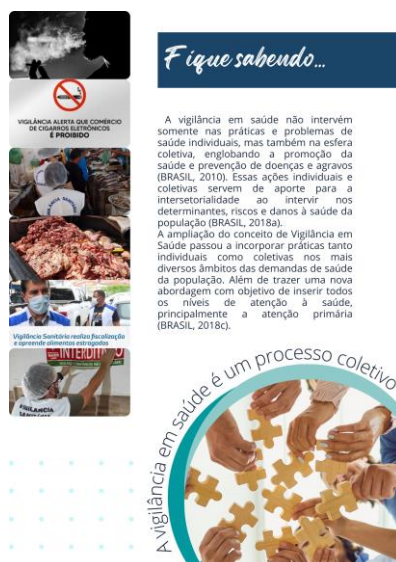 Fique sabendo...
VIGILÂNCIA ALERTA QUE COMÉRCIO
DE CIGARROS ELETRÔNICOS
É PROIBIDO
VIGILÂNCIA SANITÁRIA
Vigilância Sanitária realiza fiscalização
e apreende alimentos estragados
INTERDITADO
VIGILANCIA
A vigilância em saúde não intervém
somente nas práticas e problemas de
saúde individuais, mas também na esfera
coletiva, englobando a promoção da
saúde e prevenção de doenças e agravos
(BRASIL, 2010). Essas ações individuais e
coletivas servem de aporte para a
intersetorialidade ao intervir nos
determinantes, riscos e danos à saúde da
população (BRASIL, 2018a).
A ampliação do conceito de Vigilância em
Saúde passou a incorporar práticas tanto
individuais como coletivas nos mais
diversos âmbitos das demandas de saúde
da população. Além de trazer uma nova
abordagem com objetivo de inserir todos
os níveis de atenção à saúde,
principalmente a atenção primária
(BRASIL, 2018c).
A vigilância em saúde é um processo coletivo